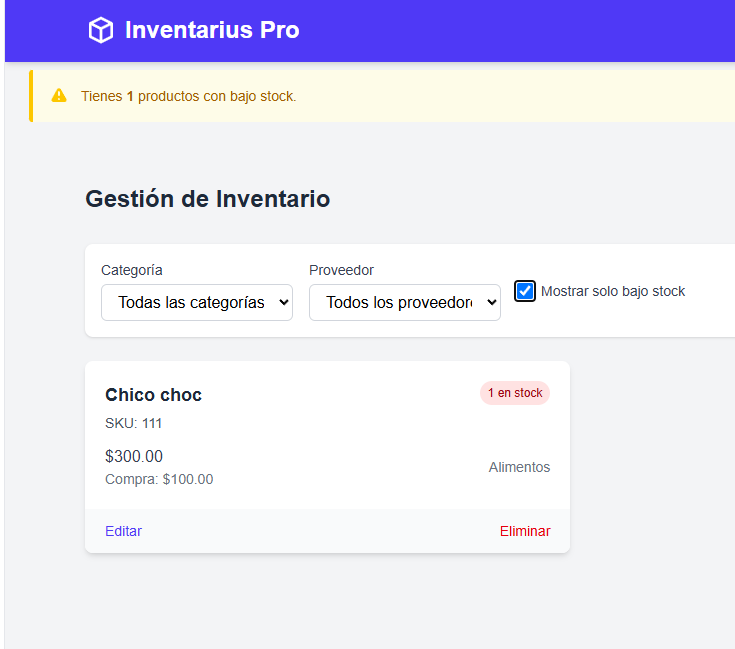 Inventarius Pro
Tienes 1 productos con bajo stock.
Gestión de Inventario
Categoría
Proveedor
Todas las categorías
Todos los proveedor
Mostrar solo bajo stock
Chico choc
1 en stock
SKU: 111
$300.00
Compra: $100.00
Alimentos
Editar
Eliminar